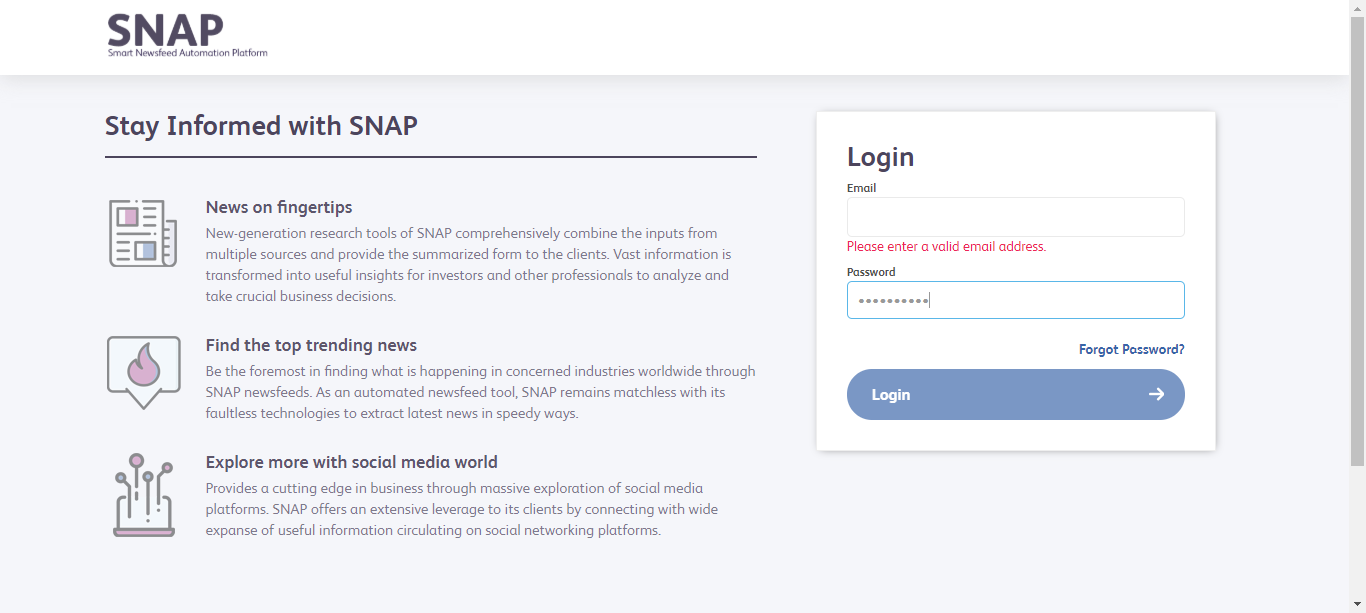 SNAP
Smart Newsfeed Automation Platform
Stay Informed with SNAP
News on fingertips
New-generation research tools of SNAP comprehensively combine the inputs from
multiple sources and provide the summarized form to the clients. Vast information is
transformed into useful insights for investors and other professionals to analyze and
take crucial business decisions.
Find the top trending news
Be the foremost in finding what is happening in concerned industries worldwide through
SNAP newsfeeds. As an automated newsfeed tool, SNAP remains matchless with its
faultless technologies to extract latest news in speedy ways.
Explore more with social media world
Provides a cutting edge in business through massive exploration of social media
platforms. SNAP offers an extensive leverage to its clients by connecting with wide
expanse of useful information circulating on social networking platforms.
Login
Email
Please enter a valid email address.
Password
••••••••••
Forgot Password?
Login